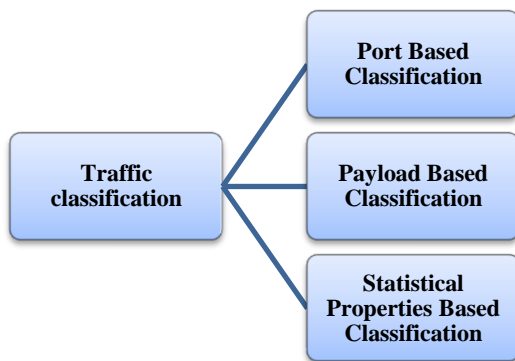 Port Based
Classification
Traffic
classification
Payload Based
Classification
Statistical
Properties Based
Classification